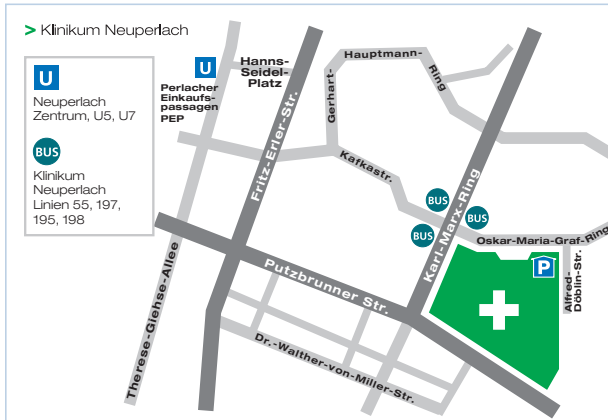 > Klinikum Neuperlach
U
Neuperlach
Zentrum, U5, U7
BUS
Klinikum
Neuperlach
Linien 55, 197,
195, 198
U
Perlacher
Einkaufs-
passagen
PEP
Hanns-
Seidel-
Platz
Fritz-Erler-Str.
Gerhart-
Hauptmann-
Ring
Kafkastr.
Karl-Marx-Ring
BUS
BUS
BUS
Oskar-Maria-Graf-Ring
P
Alfred-
Döblin-Str.
Putzbrunner Str.
Therese-Giehse-Allee
Dr.-Walther-von-Miller-Str.